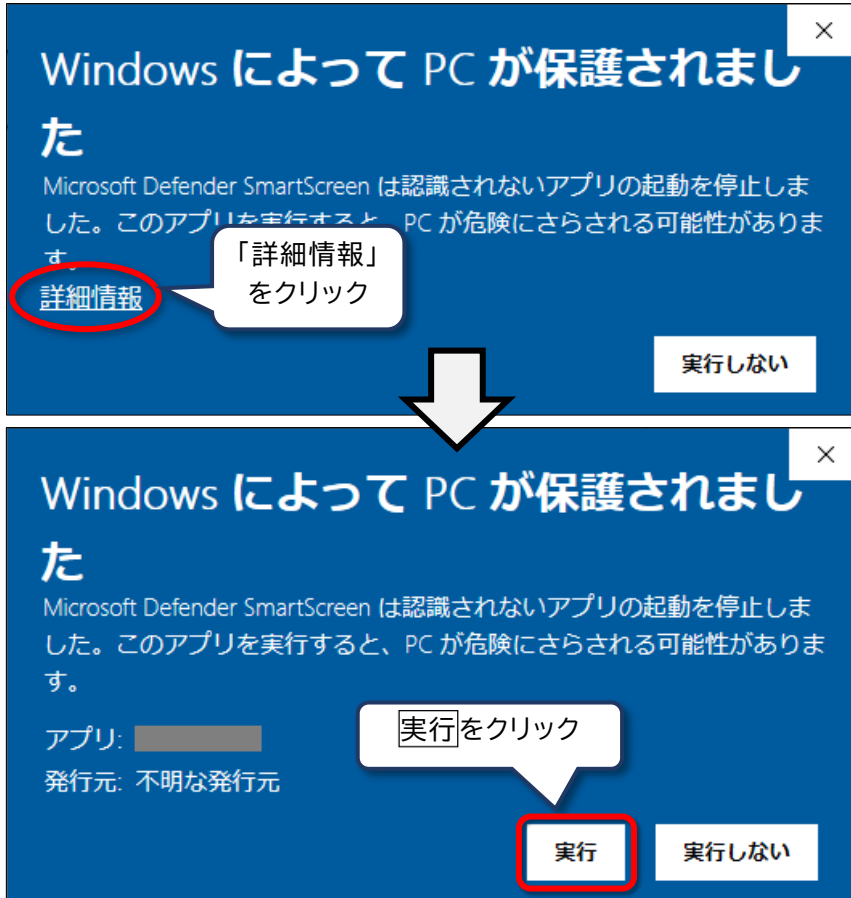 ×
Windows によって PC が保護されまし
た
Microsoft Defender SmartScreen は認識されないアプリの起動を停止しま
した。このアプリを実行すると、PC が危険にさらされる可能性がありま
す。
「詳細情報」
をクリック
詳細情報
実行しない
×
Windows によって PC が保護されまし
た
Microsoft Defender SmartScreen は認識されないアプリの起動を停止しま
した。このアプリを実行すると、PC が危険にさらされる可能性がありま
す。
実行をクリック
アプリ:
発行元: 不明な発行元
実行
実行しない